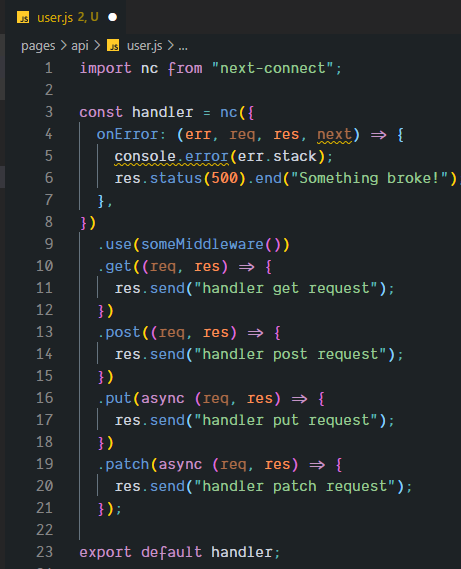 JS user.js 2, U
pages > api > JS user.js > ...
1 import nc from "next-connect";
2
3 const handler = nc({
4   onError: (err, req, res, next) => {
5     console.error(err.stack);
6     res.status(500).end("Something broke!")
7   },
8 })
9   .use(someMiddleware())
10   .get((req, res) => {
11     res.send("handler get request");
12   })
13   .post((req, res) => {
14     res.send("handler post request");
15   })
16   .put(async (req, res) => {
17     res.send("handler put request");
18   })
19   .patch(async (req, res) => {
20     res.send("handler patch request");
21   });
22
23 export default handler;